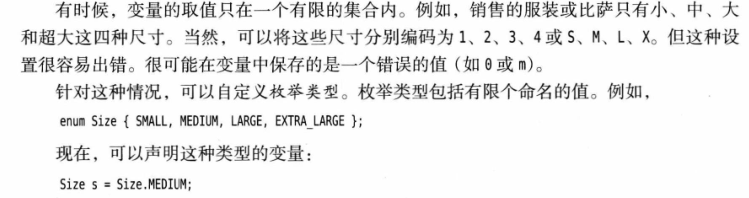 有时候，变量的取值只在一个有限的集合内。例如，销售的服装或比萨只有小、中、大
和超大这四种尺寸。当然，可以将这些尺寸分别编码为 1、2、3、4 或 S、M、L、X。但这种设
置很容易出错。很可能在变量中保存的是一个错误的值（如 0 或 m）。
针对这种情况，可以自定义枚举类型。枚举类型包括有限个命名的值。例如，
enum Size { SMALL, MEDIUM, LARGE, EXTRA_LARGE };
现在，可以声明这种类型的变量：
Size s = Size.MEDIUM;